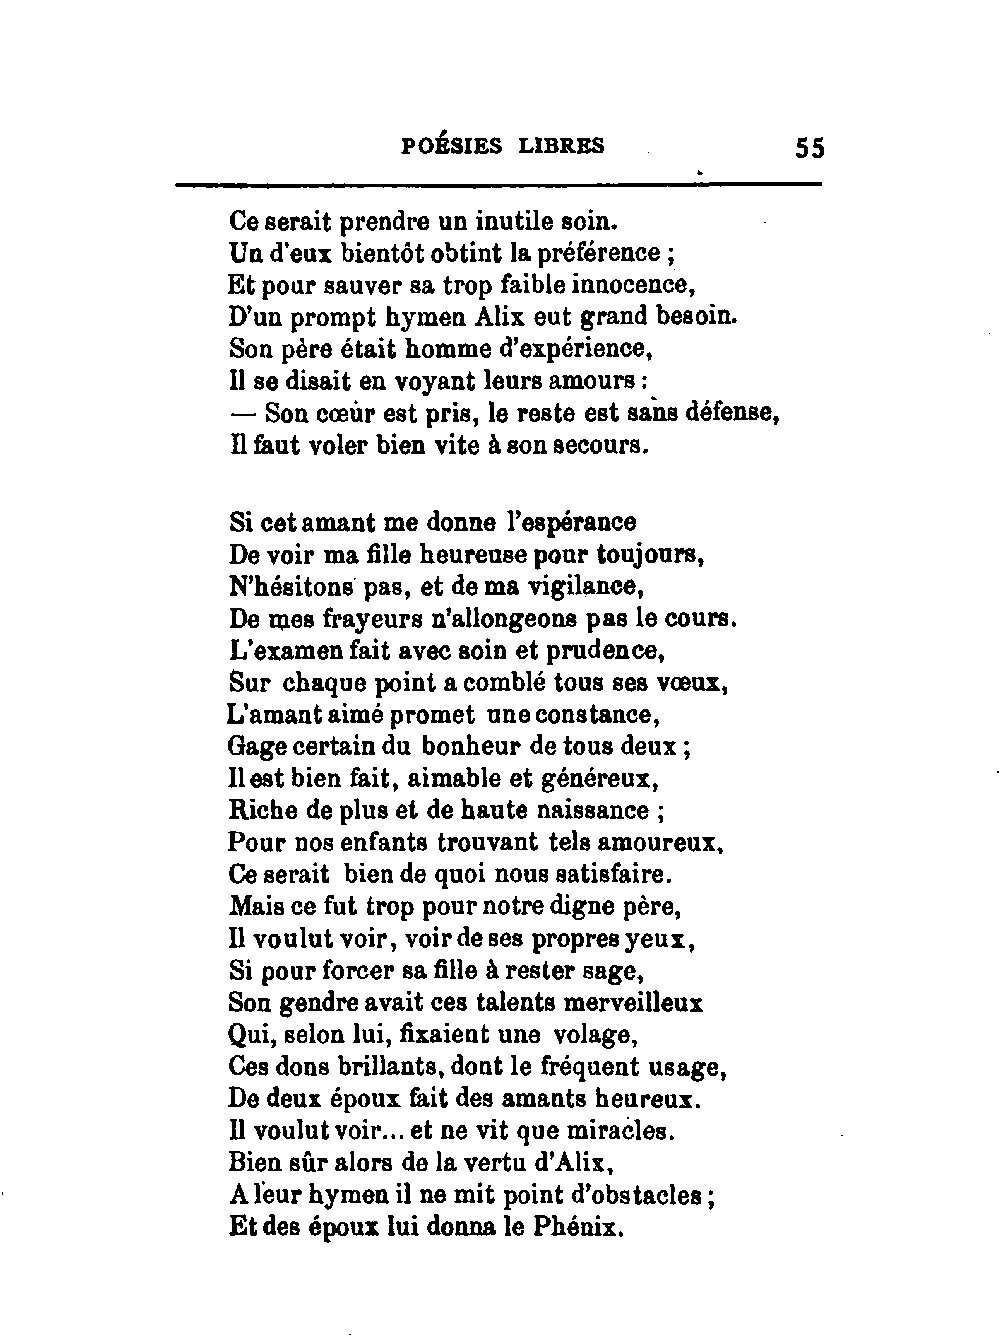 POÉSIES LIBRES 55
Ce serait prendre un inutile soin.
Un d'eux bientôt obtint la préférence ;
Et pour sauver sa trop faible innocence,
D'un prompt hymen Alix eut grand besoin.
Son père était homme d'expérience,
Il se disait en voyant leurs amours :
— Son cœur est pris, le reste est sans défense,
Il faut voler bien vite à son secours.
Si cet amant me donne l'espérance
De voir ma fille heureuse pour toujours,
N'hésitons pas, et de ma vigilance,
De mes frayeurs n'allongeons pas le cours.
L'examen fait avec soin et prudence,
Sur chaque point a comblé tous ses vœux,
L'amant aimé promet une constance,
Gage certain du bonheur de tous deux ;
Il est bien fait, aimable et généreux,
Riche de plus et de haute naissance ;
Pour nos enfants trouvant tels amoureux,
Ce serait bien de quoi nous satisfaire.
Mais ce fut trop pour notre digne père,
Il voulut voir, voir de ses propres yeux,
Si pour forcer sa fille à rester sage,
Son gendre avait ces talents merveilleux
Qui, selon lui, fixaient une volage,
Ces dons brillants, dont le fréquent usage,
De deux époux fait des amants heureux.
Il voulut voir... et ne vit que miracles.
Bien sûr alors de la vertu d'Alix,
A leur hymen il ne mit point d'obstacles ;
Et des époux lui donna le Phénix.